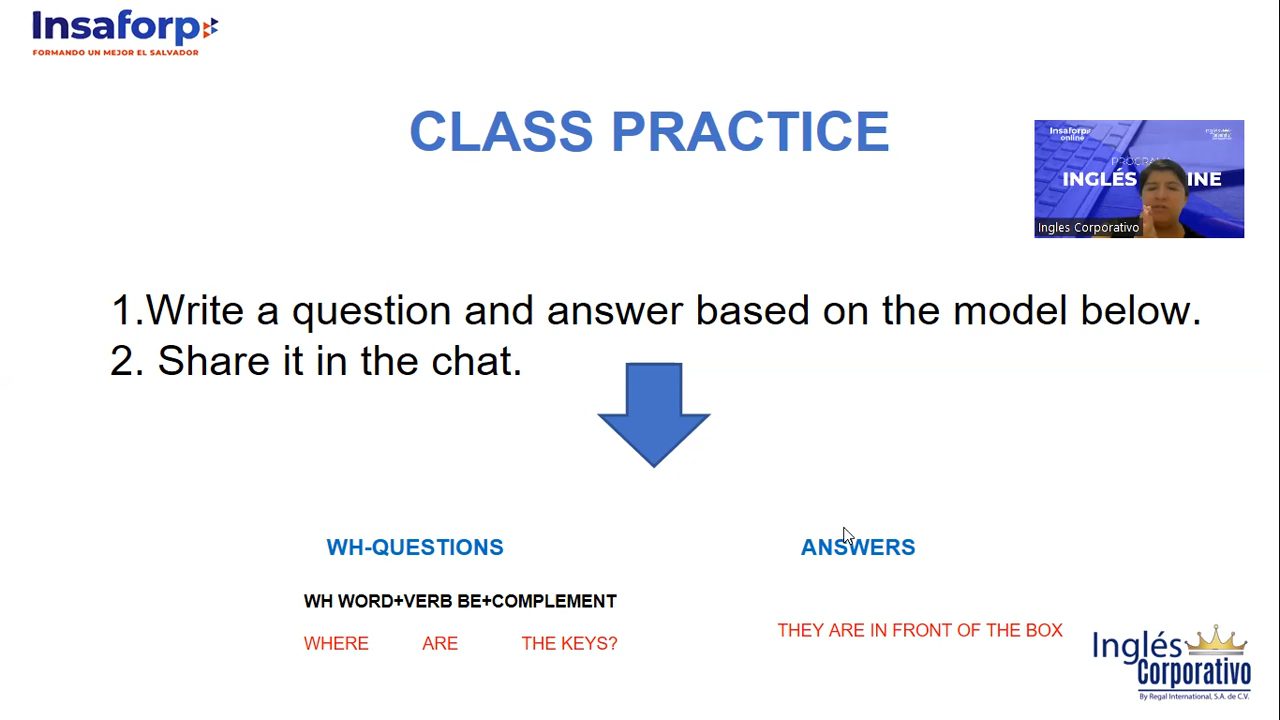 Insaforp
FORMANDO UN MEJOR EL SALVADOR
CLASS PRACTICE
Insaforp
online
INGLÉS
INE
Ingles Corporativo
1.Write a question and answer based on the model below.
2. Share it in the chat.
WH-QUESTIONS
ANSWERS
WH WORD+VERB BE+COMPLEMENT
WHERE ARE THE KEYS?
THEY ARE IN FRONT OF THE BOX
Inglés
Corporativo
By Regal International, S.A. de C.V.